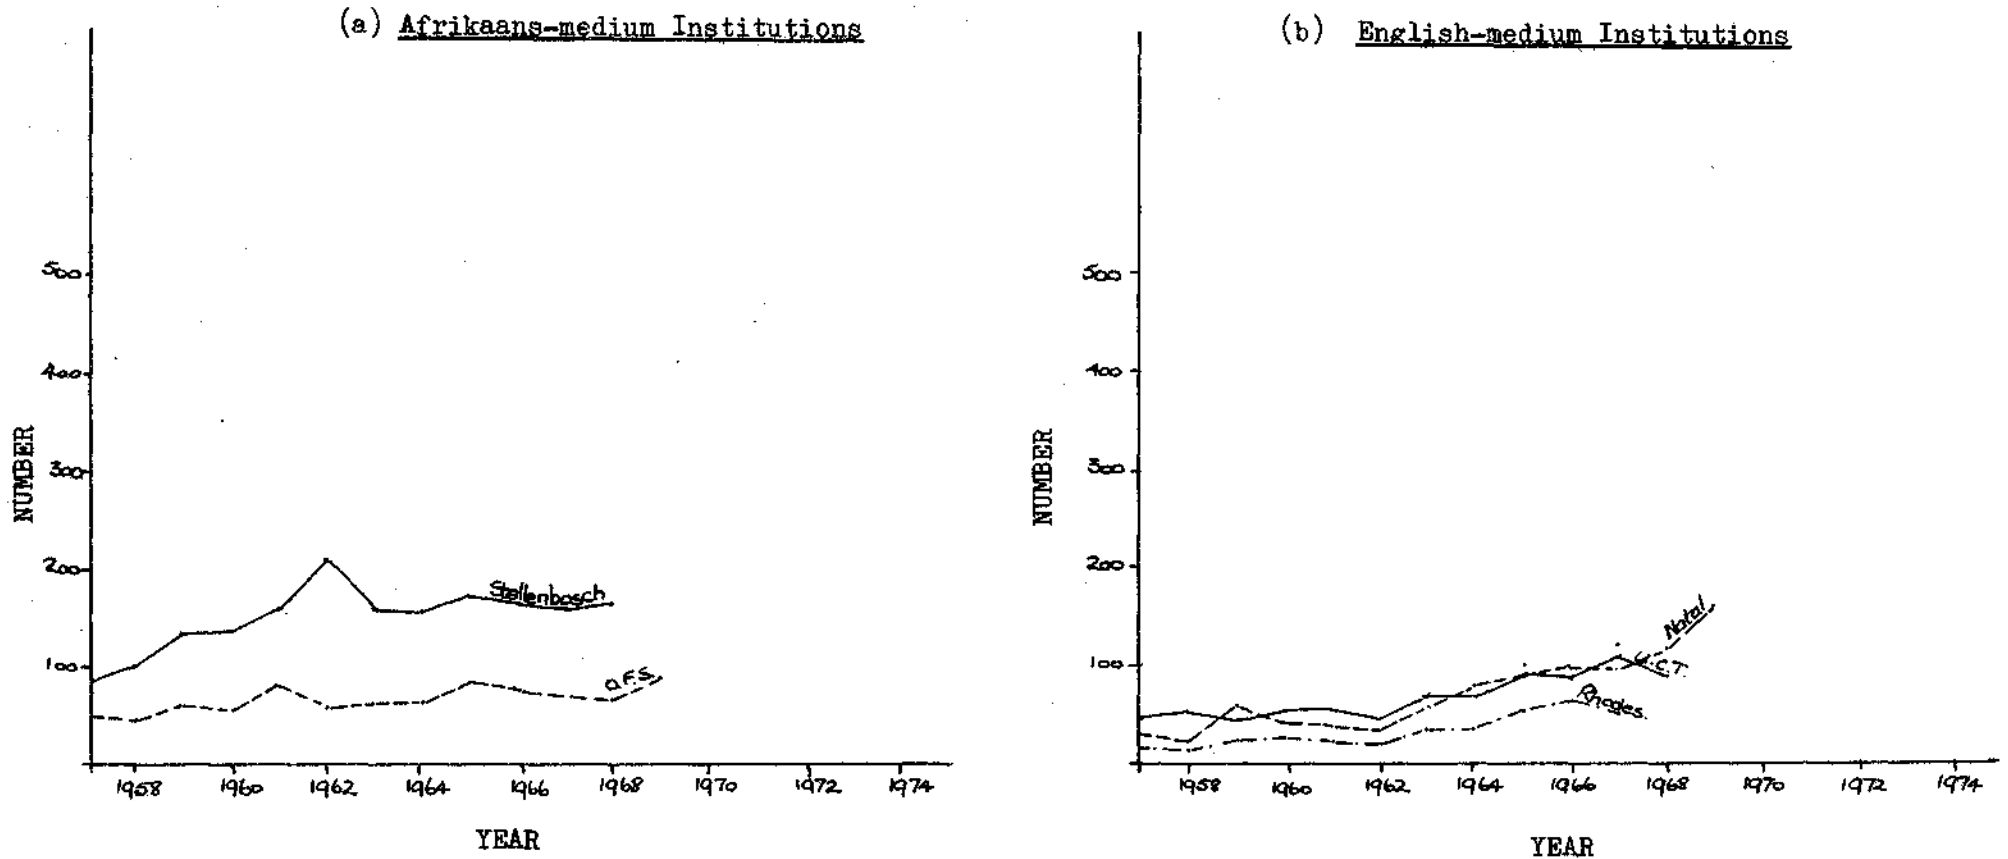 (a) Afrikaans-medium Institutions
500
400
300
200
100
NUMBER
Stellenbosch
O.F.S.
1958 1960 1962 1964 1966 1968 1970 1972 1974
YEAR
(b) English-medium Institutions
500
400
300
200
100
NUMBER
Natal
U.C.T.
Rhodes
1958 1960 1962 1964 1966 1968 1970 1972 1974
YEAR